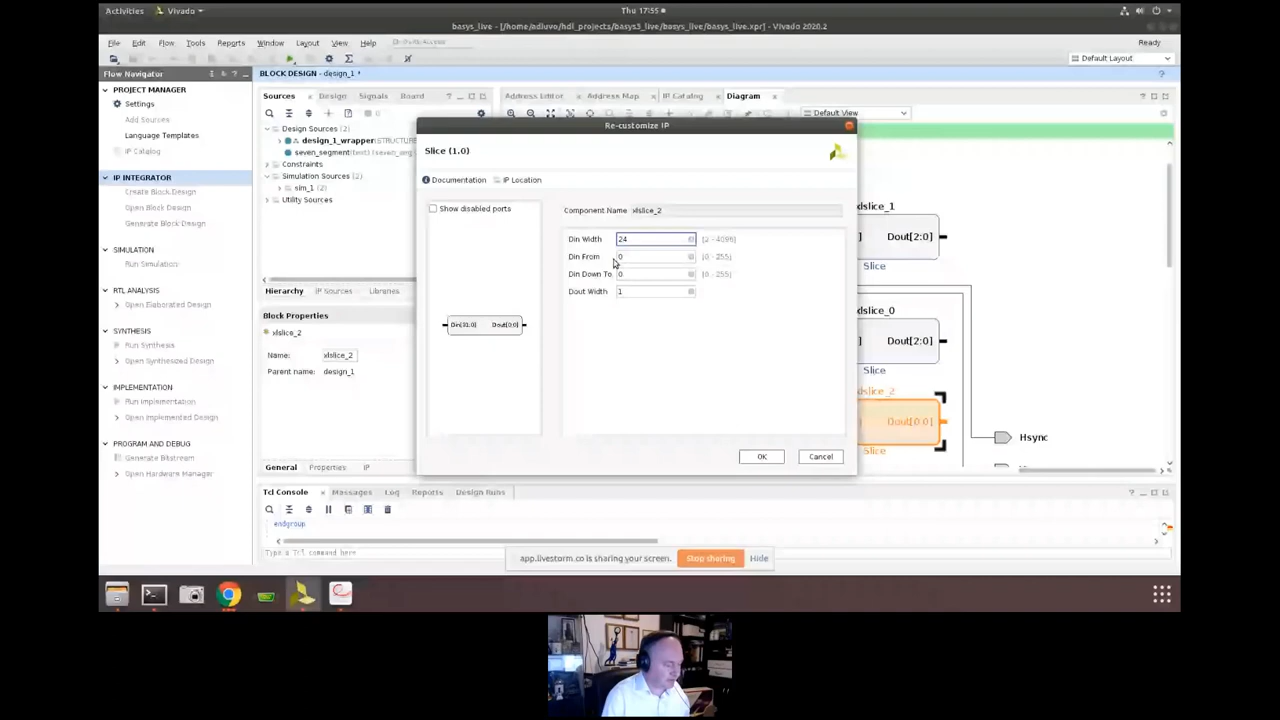 Activities
Vivado
Thu 17:55
basys_live - [/home/adiuvo/hdl_projects/basys3_live/basys_live/basys_live.xpr] - Vivado 2020.2
File Edit Flow Tools Reports Window Layout View Help
Ready
Default Layout
Flow Navigator
BLOCK DESIGN - design_1 *
PROJECT MANAGER
Settings
Add Sources
Language Templates
IP Catalog
IP INTEGRATOR
Create Block Design
Open Block Design
Generate Block Design
SIMULATION
Run Simulation
RTL ANALYSIS
Open Elaborated Design
SYNTHESIS
Run Synthesis
Open Synthesized Design
IMPLEMENTATION
Run Implementation
Open Implemented Design
PROGRAM AND DEBUG
Generate Bitstream
Open Hardware Manager
Sources Design Signals Board
0
Design Sources (2)
design_1_wrapper(STRUCTURE
seven_segment(text) (seven_seg
Constraints
Simulation Sources (2)
sim_1 (2)
Utility Sources
Hierarchy IP Sources Libraries
Block Properties
xlslice_2
Name: xlslice_2
Parent name: design_1
General Properties IP
Address Editor Address Map IP Catalog Diagram
Default View
Re-customize IP
Slice (1.0)
Documentation IP Location
Show disabled ports
Din[31:0] Dout[0:0]
Component Name xlslice_2
Din Width 24 [2 - 4096]
Din From 0 [0 - 255]
Din Down To 0 [0 - 255]
Dout Width 1
OK Cancel
xlslice_1
Dout[2:0]
Slice
xlslice_0
Dout[2:0]
Slice
xlslice_2
Dout[0:0]
Slice
Hsync
Tcl Console Messages Log Reports Design Runs
endgroup
Type a Tcl command here
app.livestorm.co is sharing your screen. Stop sharing Hide